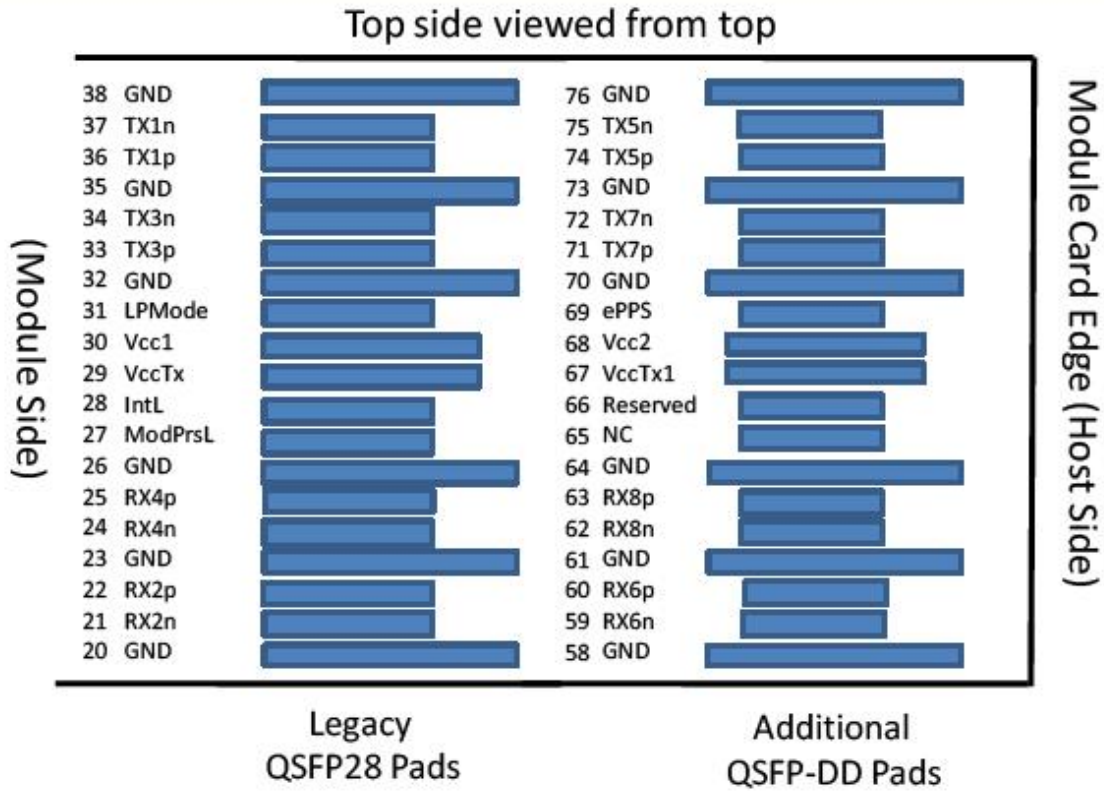 Top side viewed from top
38 GND 76 GND
37 TX1n 75 TX5n
36 TX1p 74 TX5p
35 GND 73 GND
34 TX3n 72 TX7n
33 TX3p 71 TX7p
32 GND 70 GND
31 LPMode 69 ePPS
30 Vcc1 68 Vcc2
29 VccTx 67 VccTx1
28 IntL 66 Reserved
27 ModPrsL 65 NC
26 GND 64 GND
25 RX4p 63 RX8p
24 RX4n 62 RX8n
23 GND 61 GND
22 RX2p 60 RX6p
21 RX2n 59 RX6n
20 GND 58 GND
(Module Side)
Module Card Edge (Host Side)
Legacy
QSFP28 Pads
Additional
QSFP-DD Pads